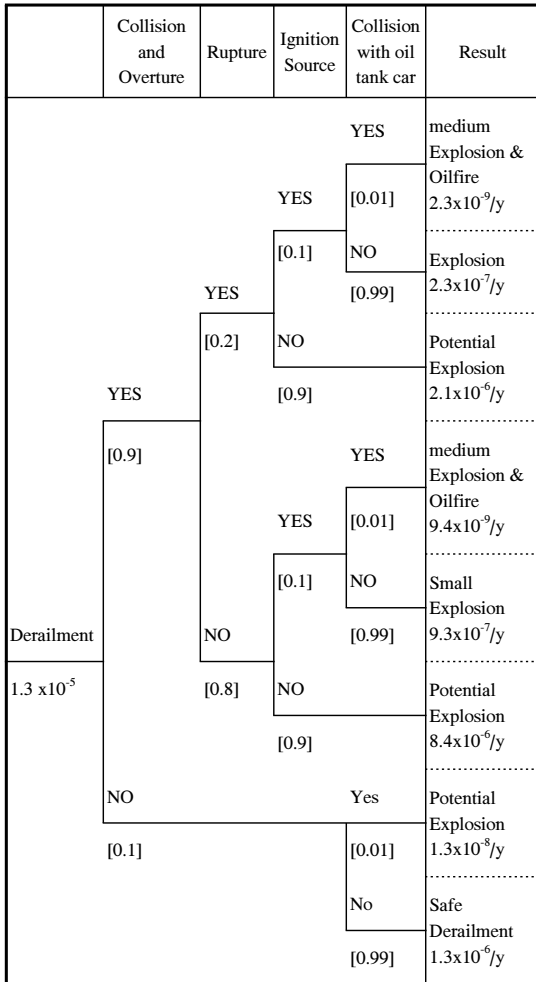 Collision
and
Overture
Rupture
Ignition
Source
Collision
with oil
tank car
Result
YES
medium
Explosion &
Oilfire
2.3x10⁻⁹/y
YES
[0.01]
[0.1]
NO
Explosion
2.3x10⁻⁷/y
[0.99]
YES
[0.2]
NO
Potential
Explosion
2.1x10⁻⁶/y
[0.9]
YES
[0.9]
YES
medium
Explosion &
Oilfire
9.4x10⁻⁹/y
YES
[0.01]
[0.1]
NO
Small
Explosion
9.3x10⁻⁷/y
[0.99]
Derailment
1.3 x10⁻⁵
NO
[0.8]
NO
Potential
Explosion
8.4x10⁻⁶/y
[0.9]
NO
[0.1]
Yes
[0.01]
Potential
Explosion
1.3x10⁻⁸/y
No
[0.99]
Safe
Derailment
1.3x10⁻⁶/y